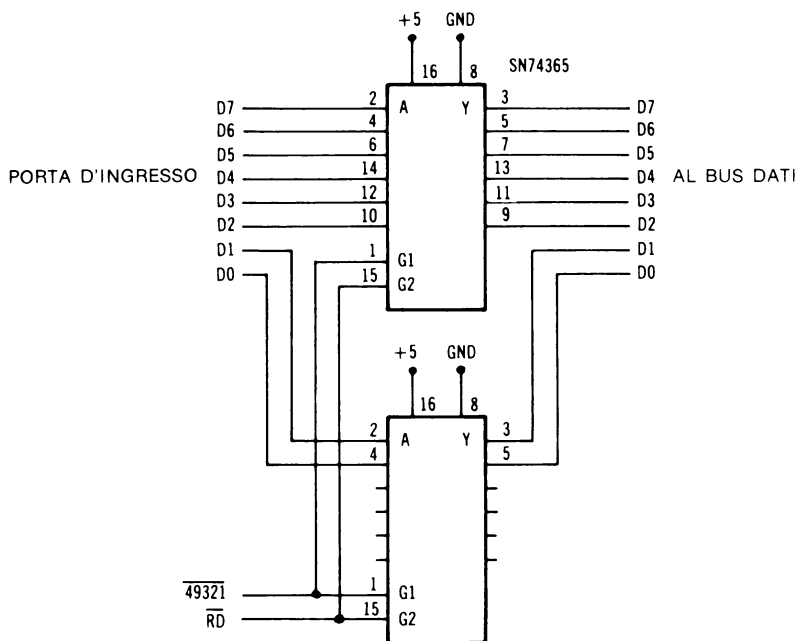 +5 GND
16 8 SN74365
D7 2 A Y 3 D7
D6 4 5 D6
D5 6 7 D5
PORTA D'INGRESSO D4 14 13 D4 AL BUS DATI
D3 12 11 D3
D2 10 9 D2
D1 1 G1 D1
D0 15 G2 D0
+5 GND
16 8
2 A Y 3
4 5
49321 1 G1
RD 15 G2